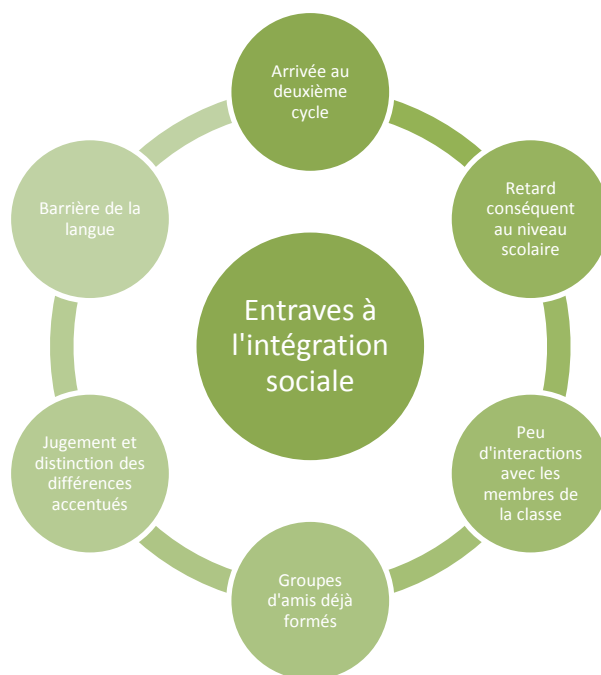 Arrivée au
deuxième
cycle
Retard
conséquent
au niveau
scolaire
Peu
d'interactions
avec les
membres de
la classe
Groupes
d'amis déjà
formés
Jugement et
distinction des
différences
accentués
Barrière de la
langue
Entraves à
l'intégration
sociale